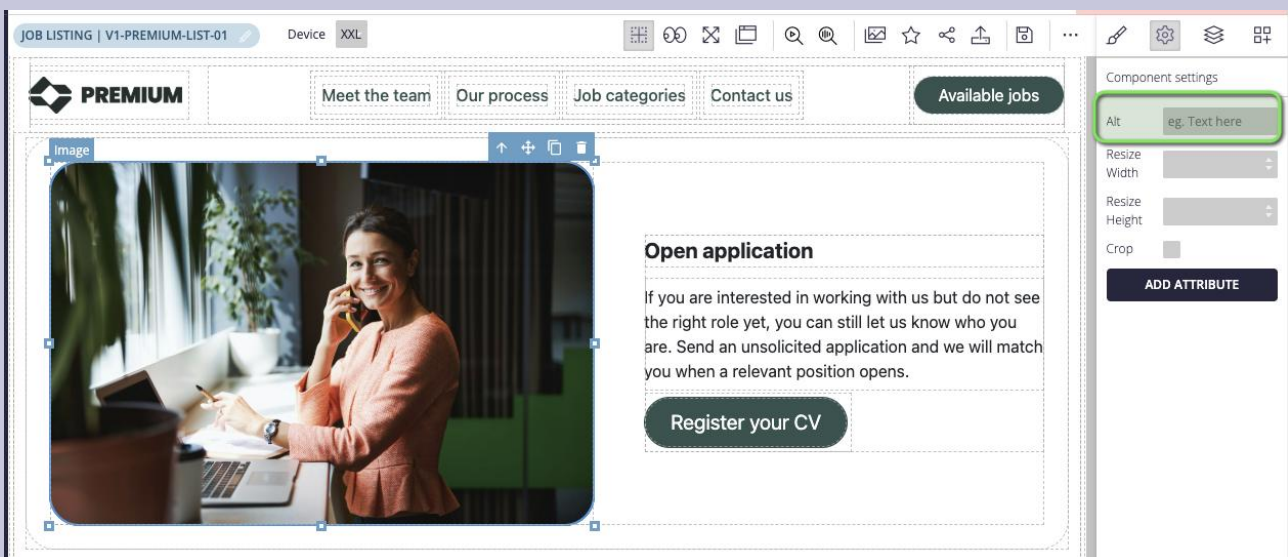 JOB LISTING | V1-PREMIUM-LIST-01
Device XXL
PREMIUM
Meet the team
Our process
Job categories
Contact us
Available jobs
Image
Open application
If you are interested in working with us but do not see
the right role yet, you can still let us know who you
are. Send an unsolicited application and we will match
you when a relevant position opens.
Register your CV
Component settings
Alt eg. Text here
Resize
Width
Resize
Height
Crop
ADD ATTRIBUTE